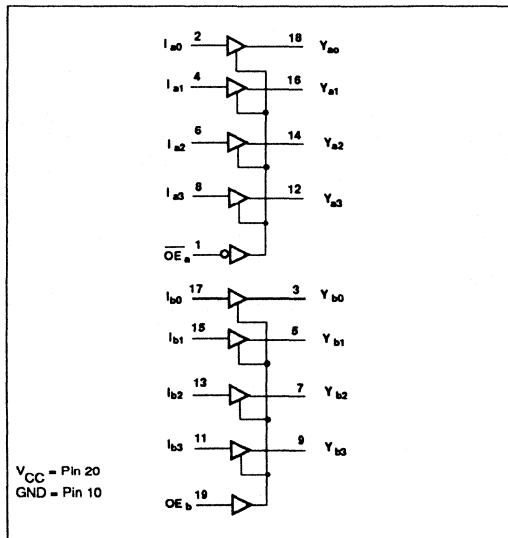 I a0 2 18 Y a0
I a1 4 16 Y a1
I a2 6 14 Y a2
I a3 8 12 Y a3
OE a 1
I b0 17 3 Y b0
I b1 15 5 Y b1
I b2 13 7 Y b2
I b3 11 9 Y b3
VCC = Pin 20
GND = Pin 10
OE b 19